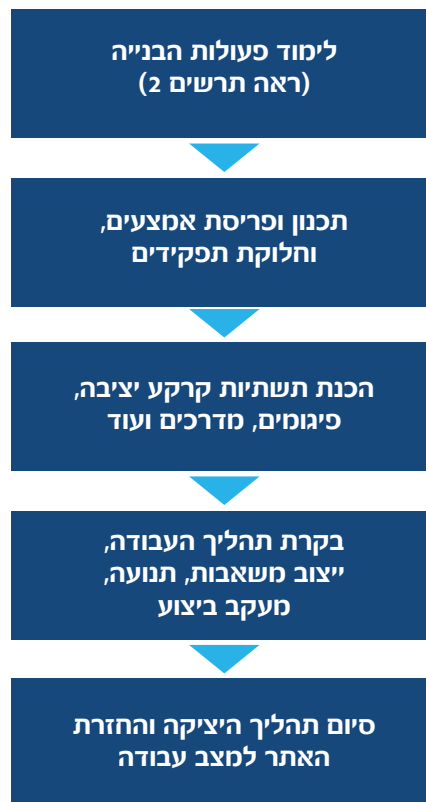 לימוד פעולות הבנייה
(ראה תרשים 2)
תכנון ופריסת אמצעים,
וחלוקת תפקידים
הכנת תשתיות קרקע יציבה,
פיגומים, מדרכים ועוד
בקרת תהליך העבודה,
ייצוב משאבות, תנועה,
מעקב ביצוע
סיום תהליך היציקה והחזרת
האתר למצב עבודה